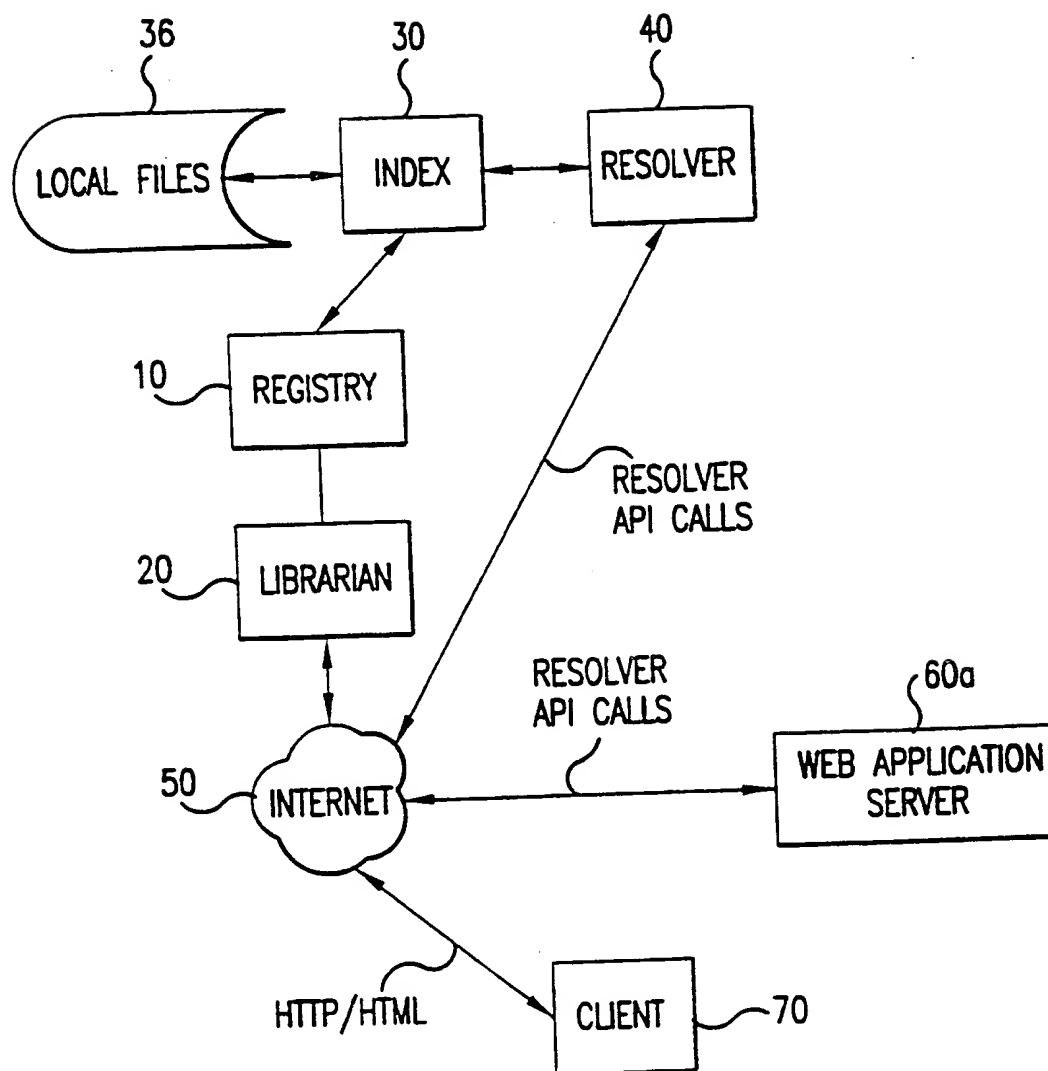 36
30
40
LOCAL FILES
INDEX
RESOLVER
10
REGISTRY
RESOLVER
API CALLS
20
LIBRARIAN
RESOLVER
API CALLS
60a
50
INTERNET
WEB APPLICATION
SERVER
HTTP/HTML
CLIENT
70